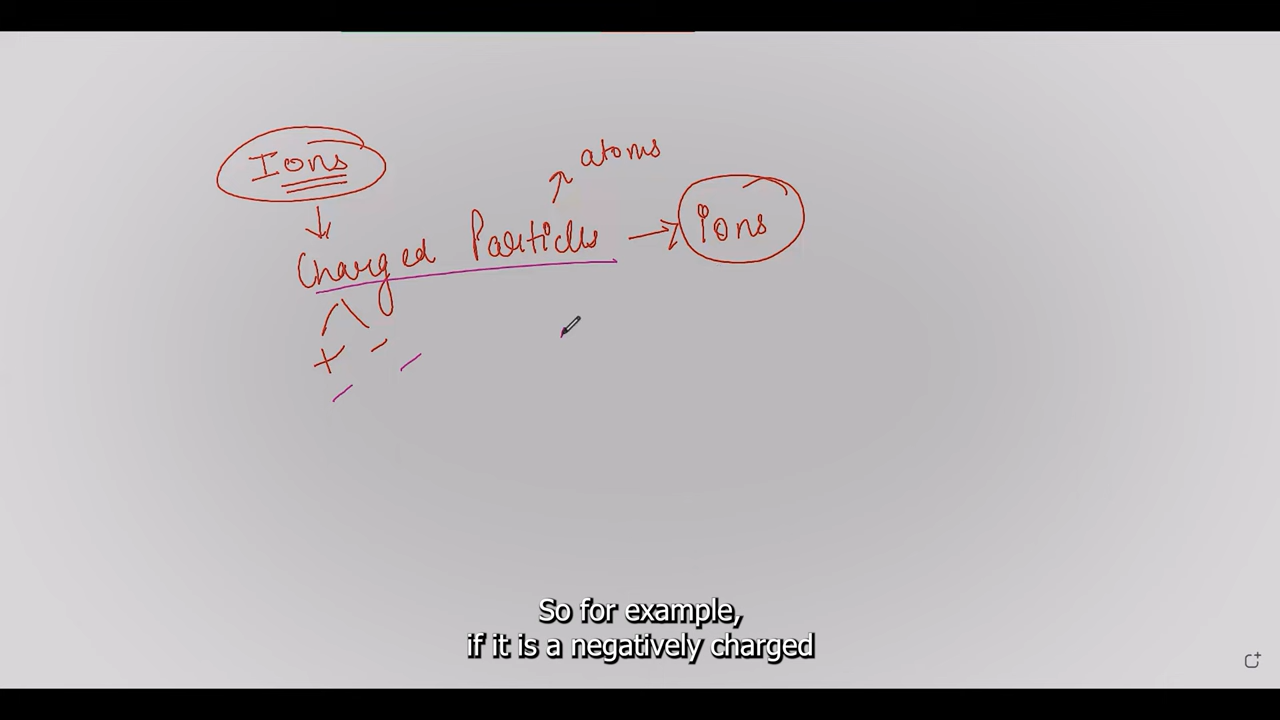 Ions
atoms
Charged Particles → ions
+ -
So for example,
if it is a negatively charged